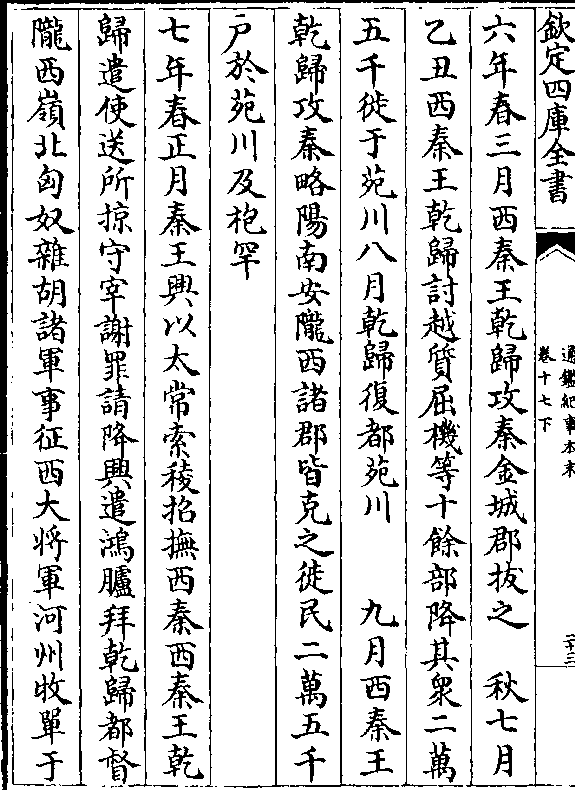 欽定四庫全書
通鑑紀事本末
卷十七下
二十三
六年春三月西秦王乾歸攻秦金城郡拔之　秋七月
乙丑西秦王乾歸討越質屈機等十餘部降其衆二萬
五千徙于苑川八月乾歸復都苑川　九月西秦王
乾歸攻秦略陽南安隴西諸郡皆克之徙民二萬五千
户於苑川及枹罕
七年春正月秦王興以太常索稜招撫西秦西秦王乾
歸遣使送所掠守宰謝罪請降興遣鴻臚拜乾歸都督
隴西嶺北匈奴雜胡諸軍事征西大將軍河州牧單于